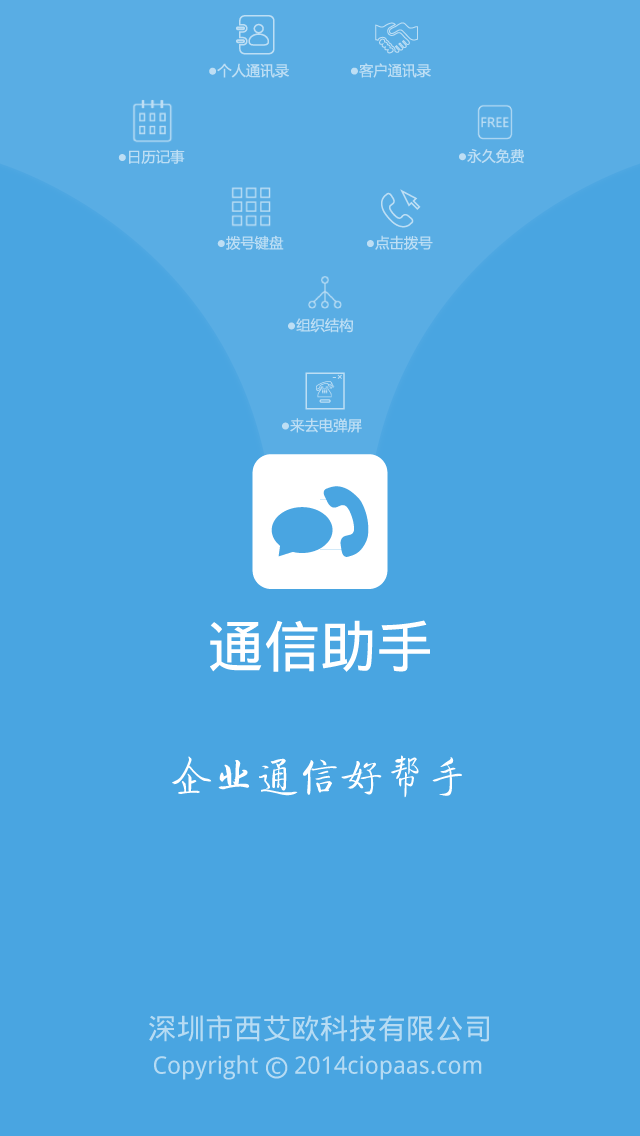 ●个人通讯录 ●客户通讯录
●日历记事 FREE
●永久免费
●拨号键盘 ●点击拨号
●组织结构
●来去电弹屏
通信助手
企业通信好帮手
深圳市西艾欧科技有限公司
Copyright © 2014ciopaas.com